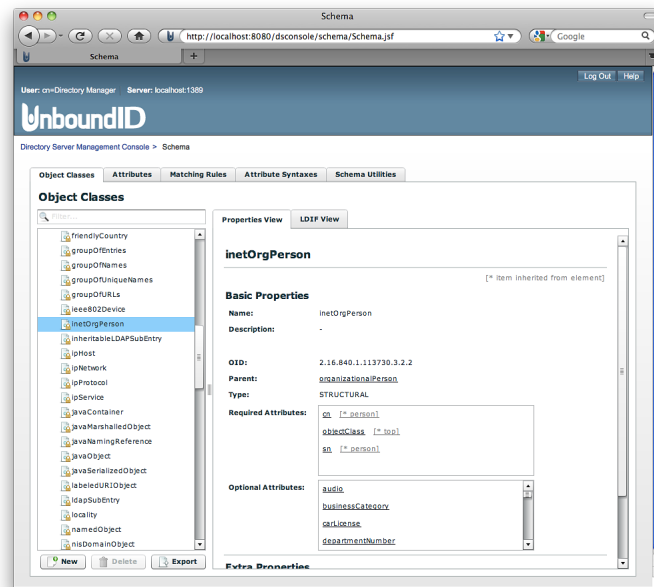 Schema
http://localhost:8080/dsconsole/schema/Schema.jsf
Google
Schema
+
Log Out Help
User: cn=Directory Manager Server: localhost:1389
UnboundID
Directory Server Management Console > Schema
Object Classes Attributes Matching Rules Attribute Syntaxes Schema Utilities
Object Classes
Filter...
friendlyCountry
groupOfEntries
groupOfNames
groupOfUniqueNames
groupOfURLs
ieee802Device
inetOrgPerson
inheritableLDAPSubEntry
ipHost
ipNetwork
ipProtocol
ipService
javaContainer
javaMarshalledObject
javaNamingReference
javaObject
javaSerializedObject
labeledURIObject
ldapSubEntry
locality
namedObject
nisDomainObject
New Delete Export
Properties View LDIF View
inetOrgPerson
[* item inherited from element]
Basic Properties
Name: inetOrgPerson
Description: -
OID: 2.16.840.1.113730.3.2.2
Parent: organizationalPerson
Type: STRUCTURAL
Required Attributes: cn [* person]
objectClass [* top]
sn [* person]
Optional Attributes: audio
businessCategory
carLicense
departmentNumber
Extra Properties